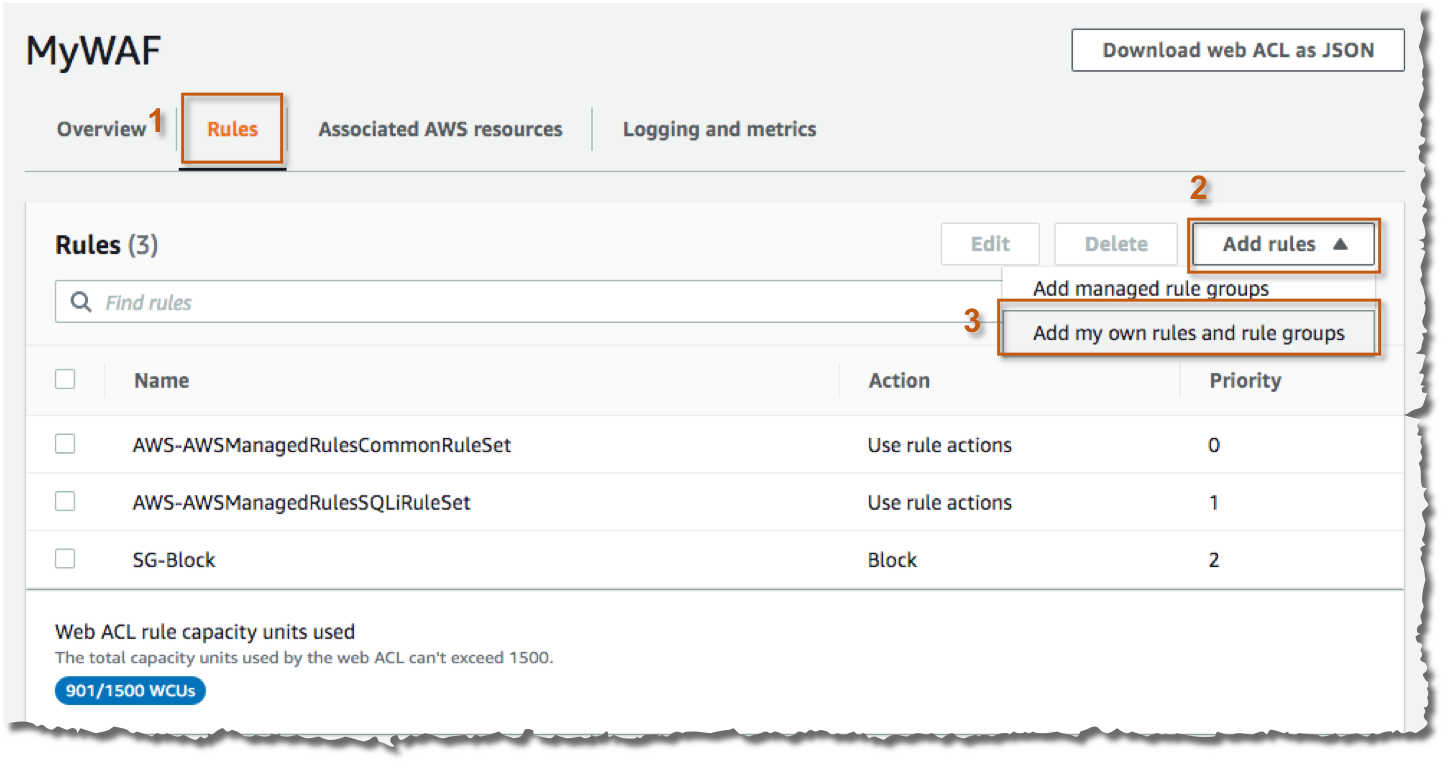 MyWAF
Download web ACL as JSON
Overview 1 Rules Associated AWS resources Logging and metrics
2
Rules (3) Edit Delete Add rules
Find rules
Add managed rule groups
3 Add my own rules and rule groups
Name Action Priority
AWS-AWSManagedRulesCommonRuleSet Use rule actions 0
AWS-AWSManagedRulesSQLiRuleSet Use rule actions 1
SG-Block Block 2
Web ACL rule capacity units used
The total capacity units used by the web ACL can't exceed 1500.
901/1500 WCUs